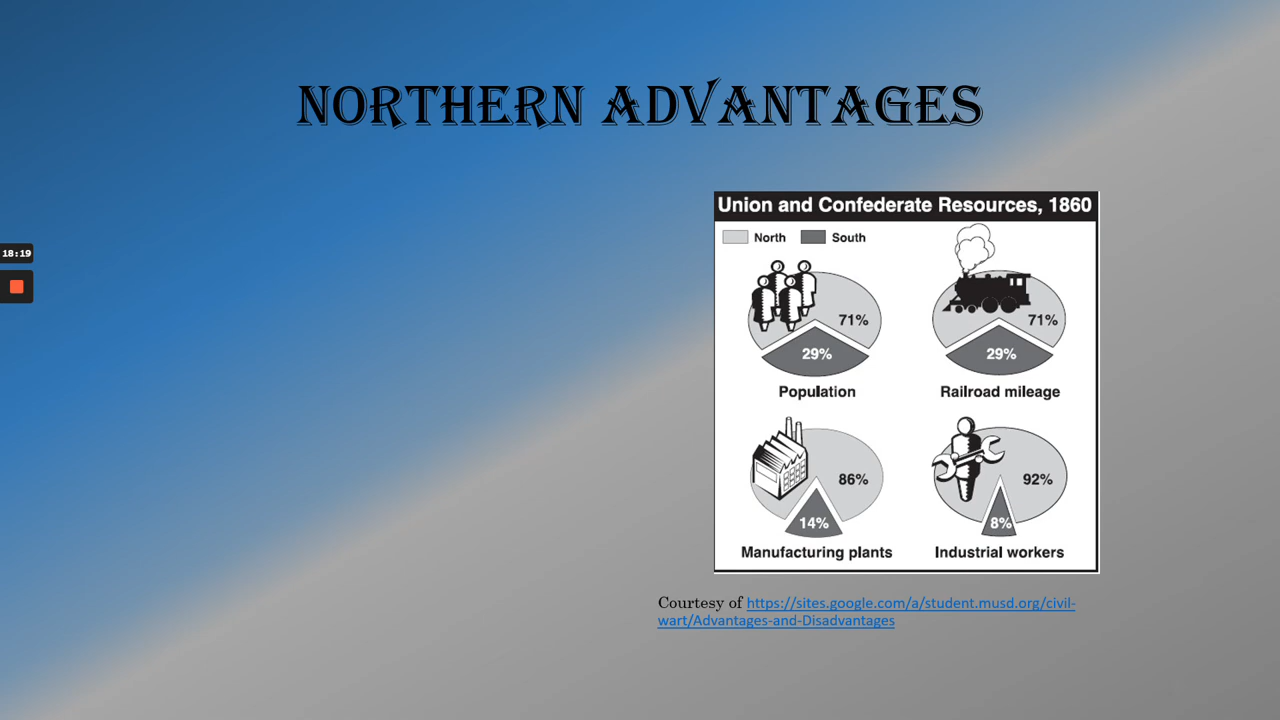 NORTHERN ADVANTAGES
Union and Confederate Resources, 1860
North South
18:19
71%
29%
Population
71%
29%
Railroad mileage
86%
14%
Manufacturing plants
92%
8%
Industrial workers
Courtesy of https://sites.google.com/a/student.musd.org/civil-
wart/Advantages-and-Disadvantages